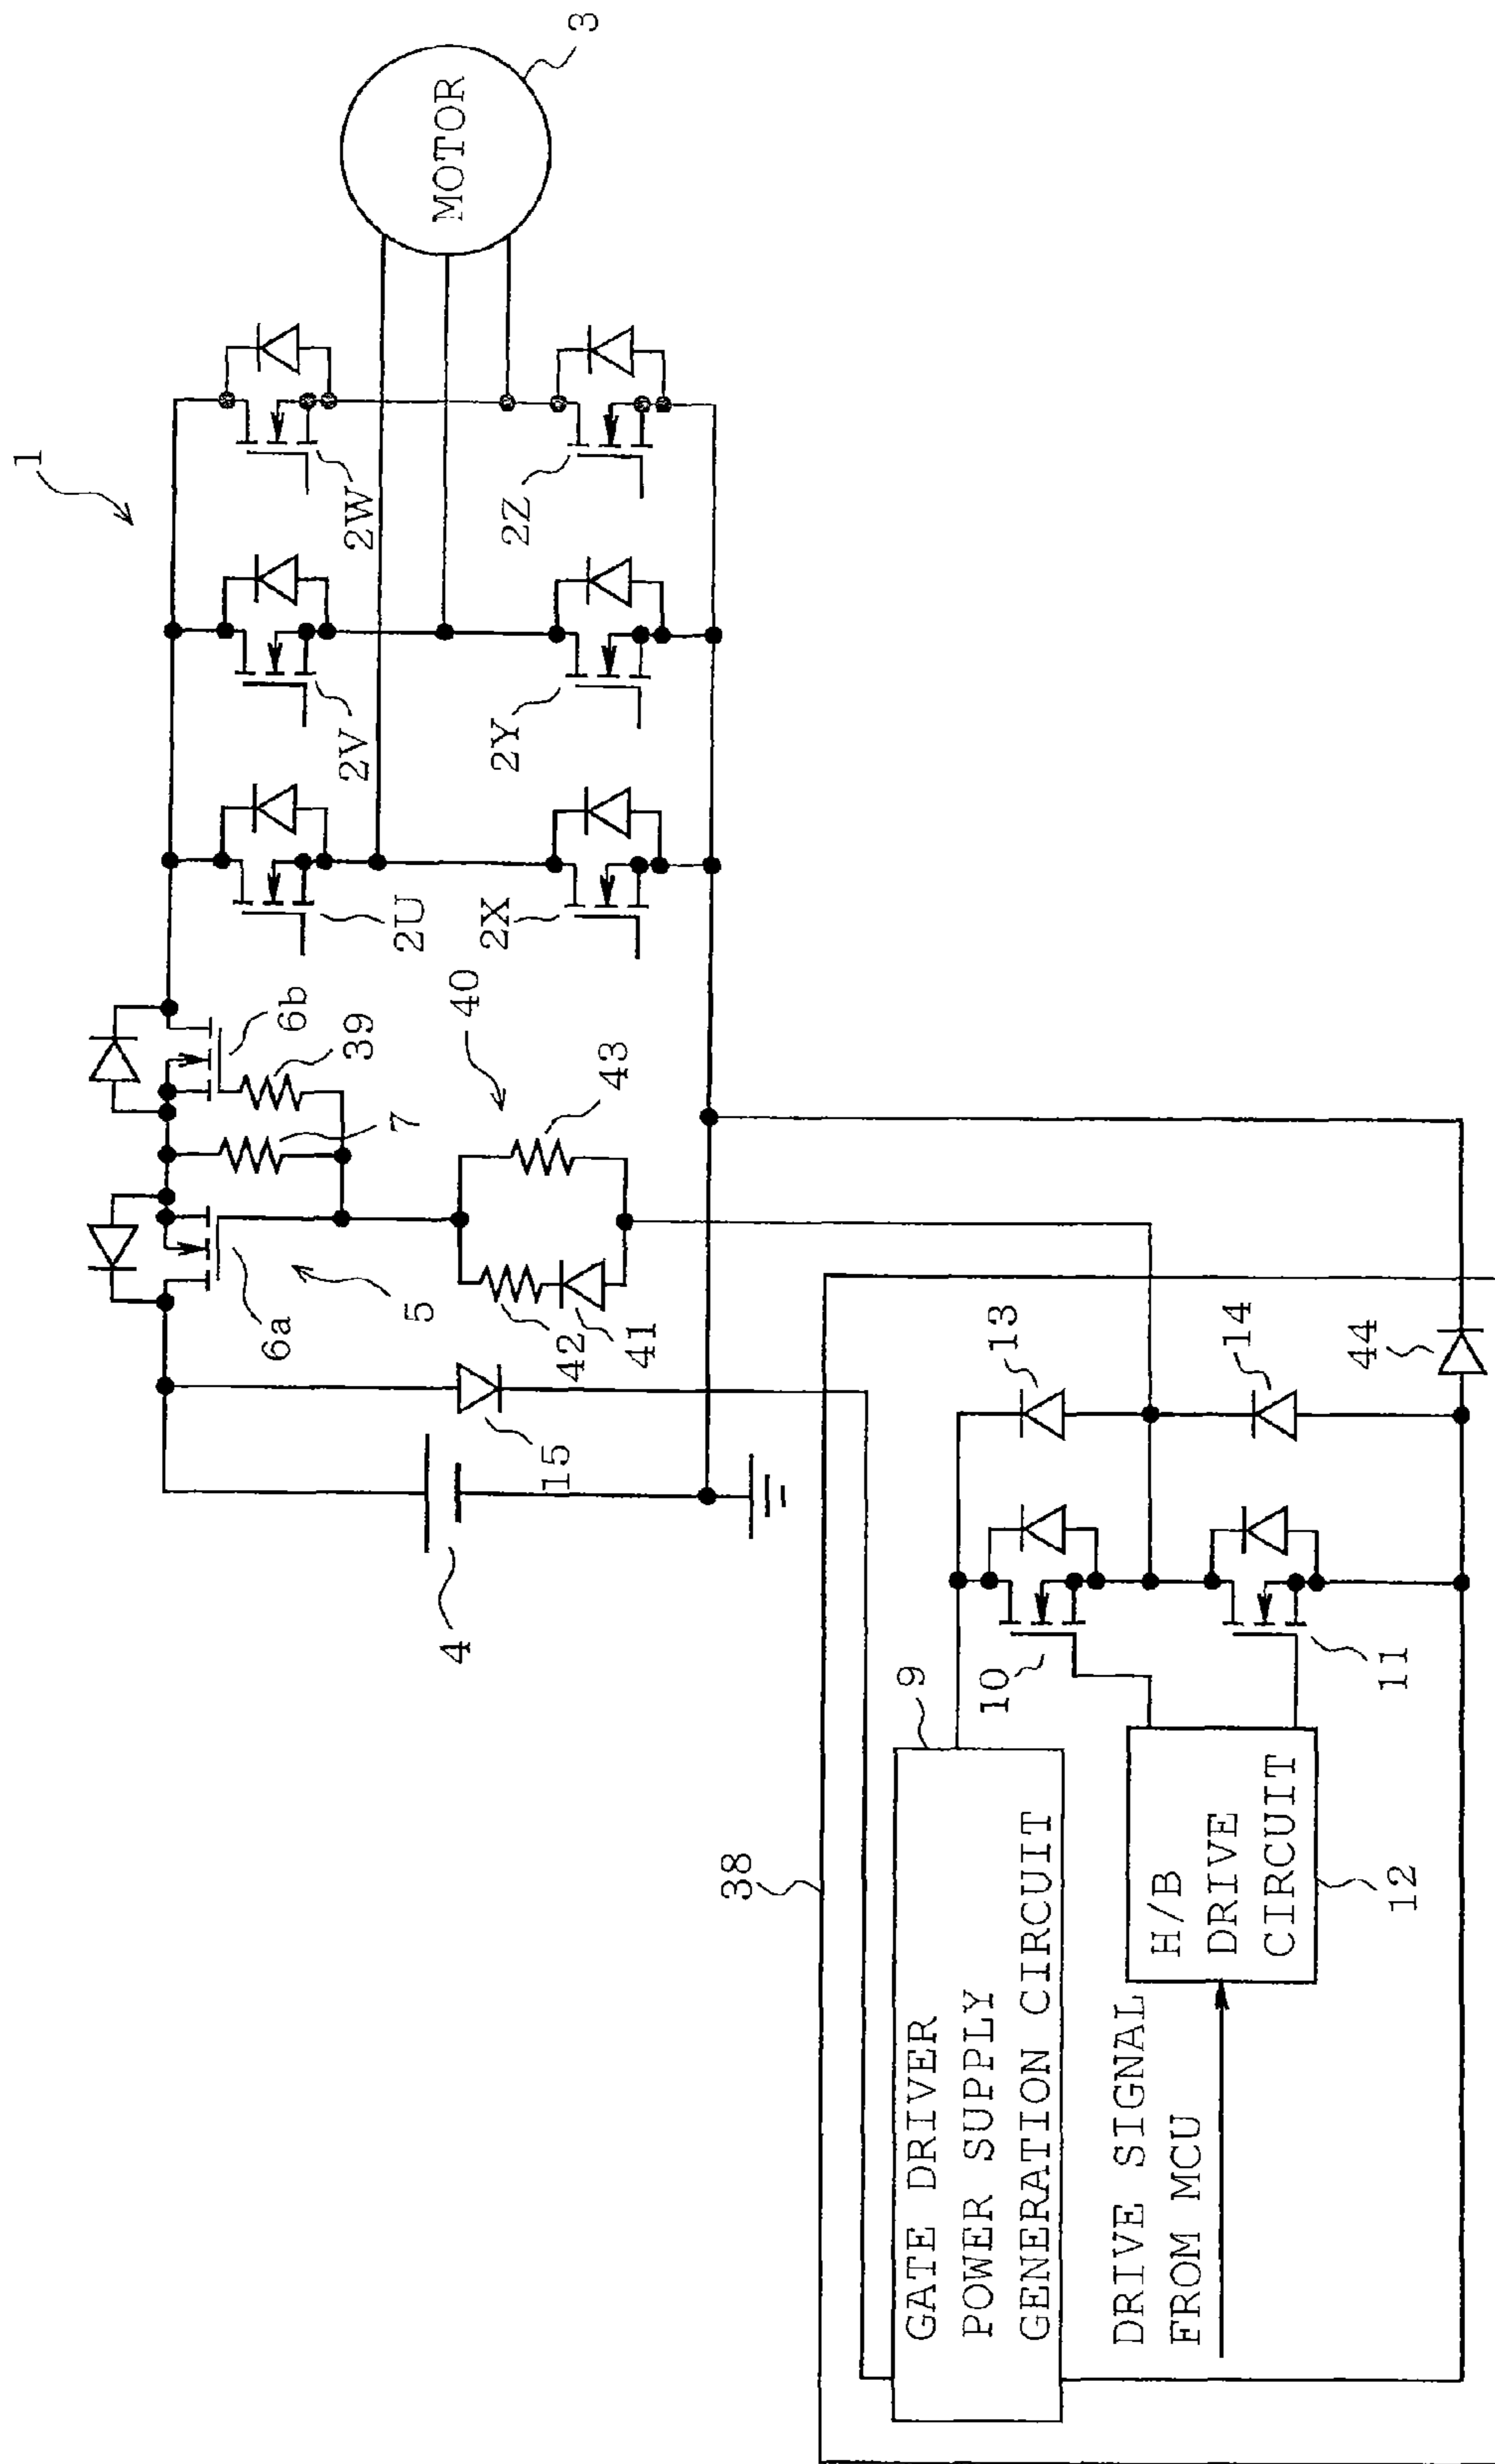 1
3
MOTOR
2W
2Z
2V
2Y
2U
2X
6b
39
7
40
43
6a
5
42
41
15
4
13
14
44
38
9
10
11
GATE DRIVER
POWER SUPPLY
GENERATION CIRCUIT
H/B
DRIVE
CIRCUIT
12
DRIVE SIGNAL
FROM MCU